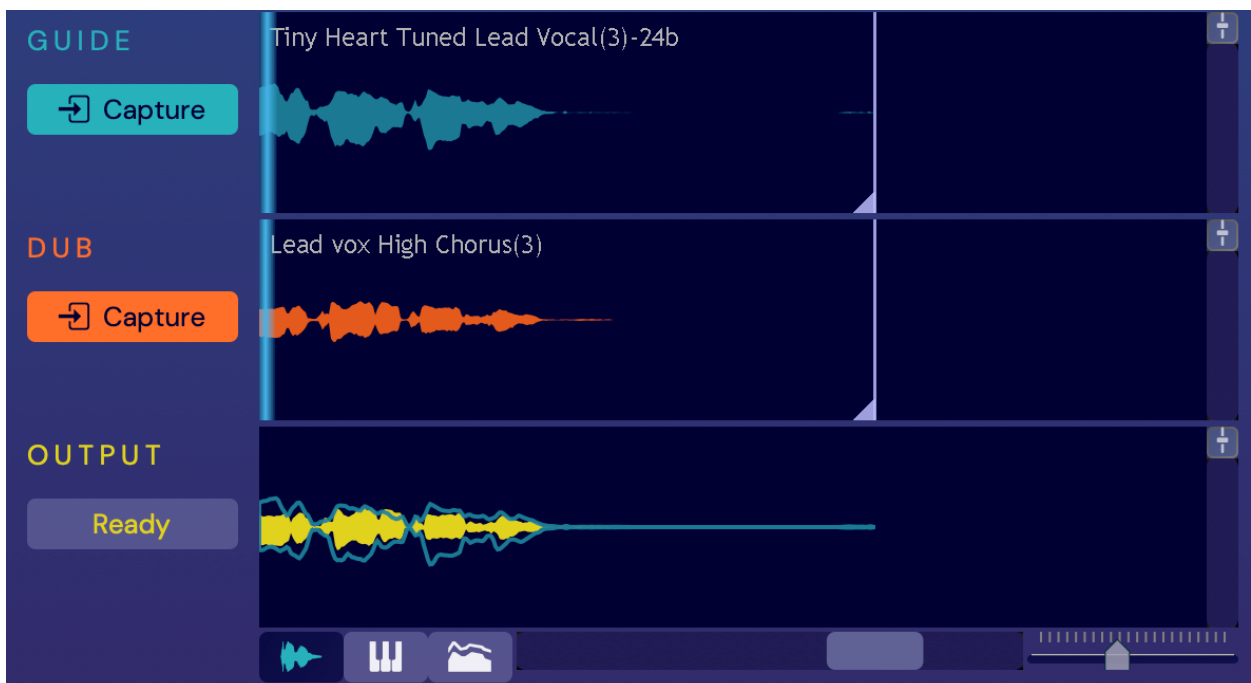 GUIDE
Tiny Heart Tuned Lead Vocal(3)-24b
Capture
DUB
Lead vox High Chorus(3)
Capture
OUTPUT
Ready